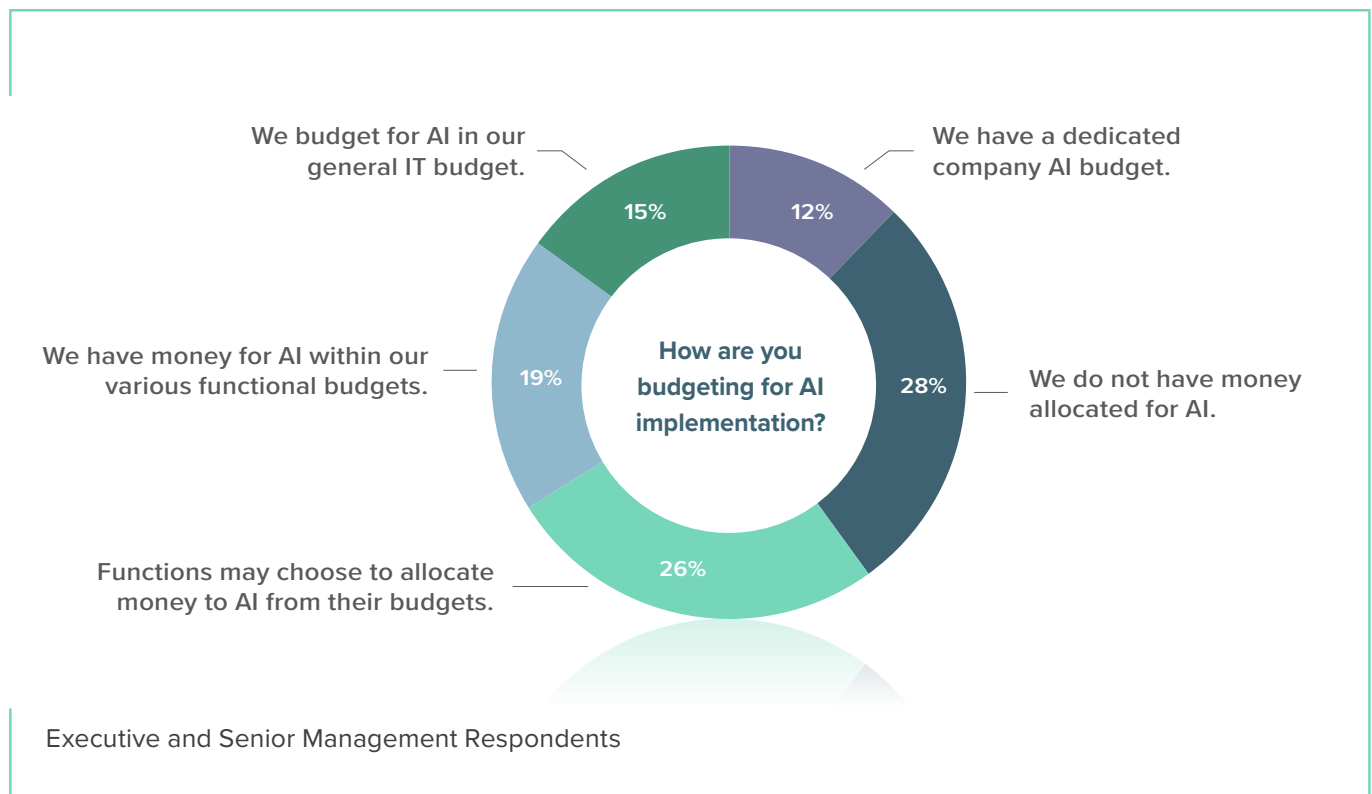 We budget for AI in our
general IT budget.
15%
We have a dedicated
company AI budget.
12%
We have money for AI within our
various functional budgets.
19%
How are you
budgeting for AI
implementation?
28%
We do not have money
allocated for AI.
Functions may choose to allocate
money to AI from their budgets.
26%
Executive and Senior Management Respondents